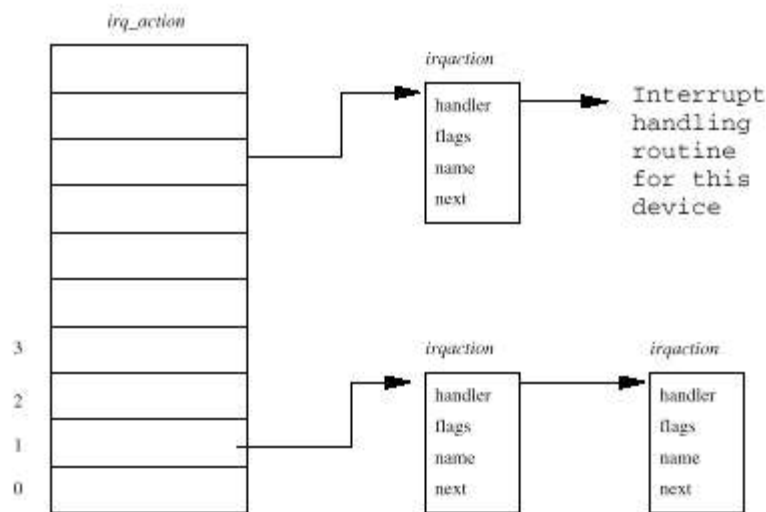 irq_action
irqaction
handler
flags
name
next
Interrupt
handling
routine
for this
device
3
2
1
0
irqaction
handler
flags
name
next
irqaction
handler
flags
name
next